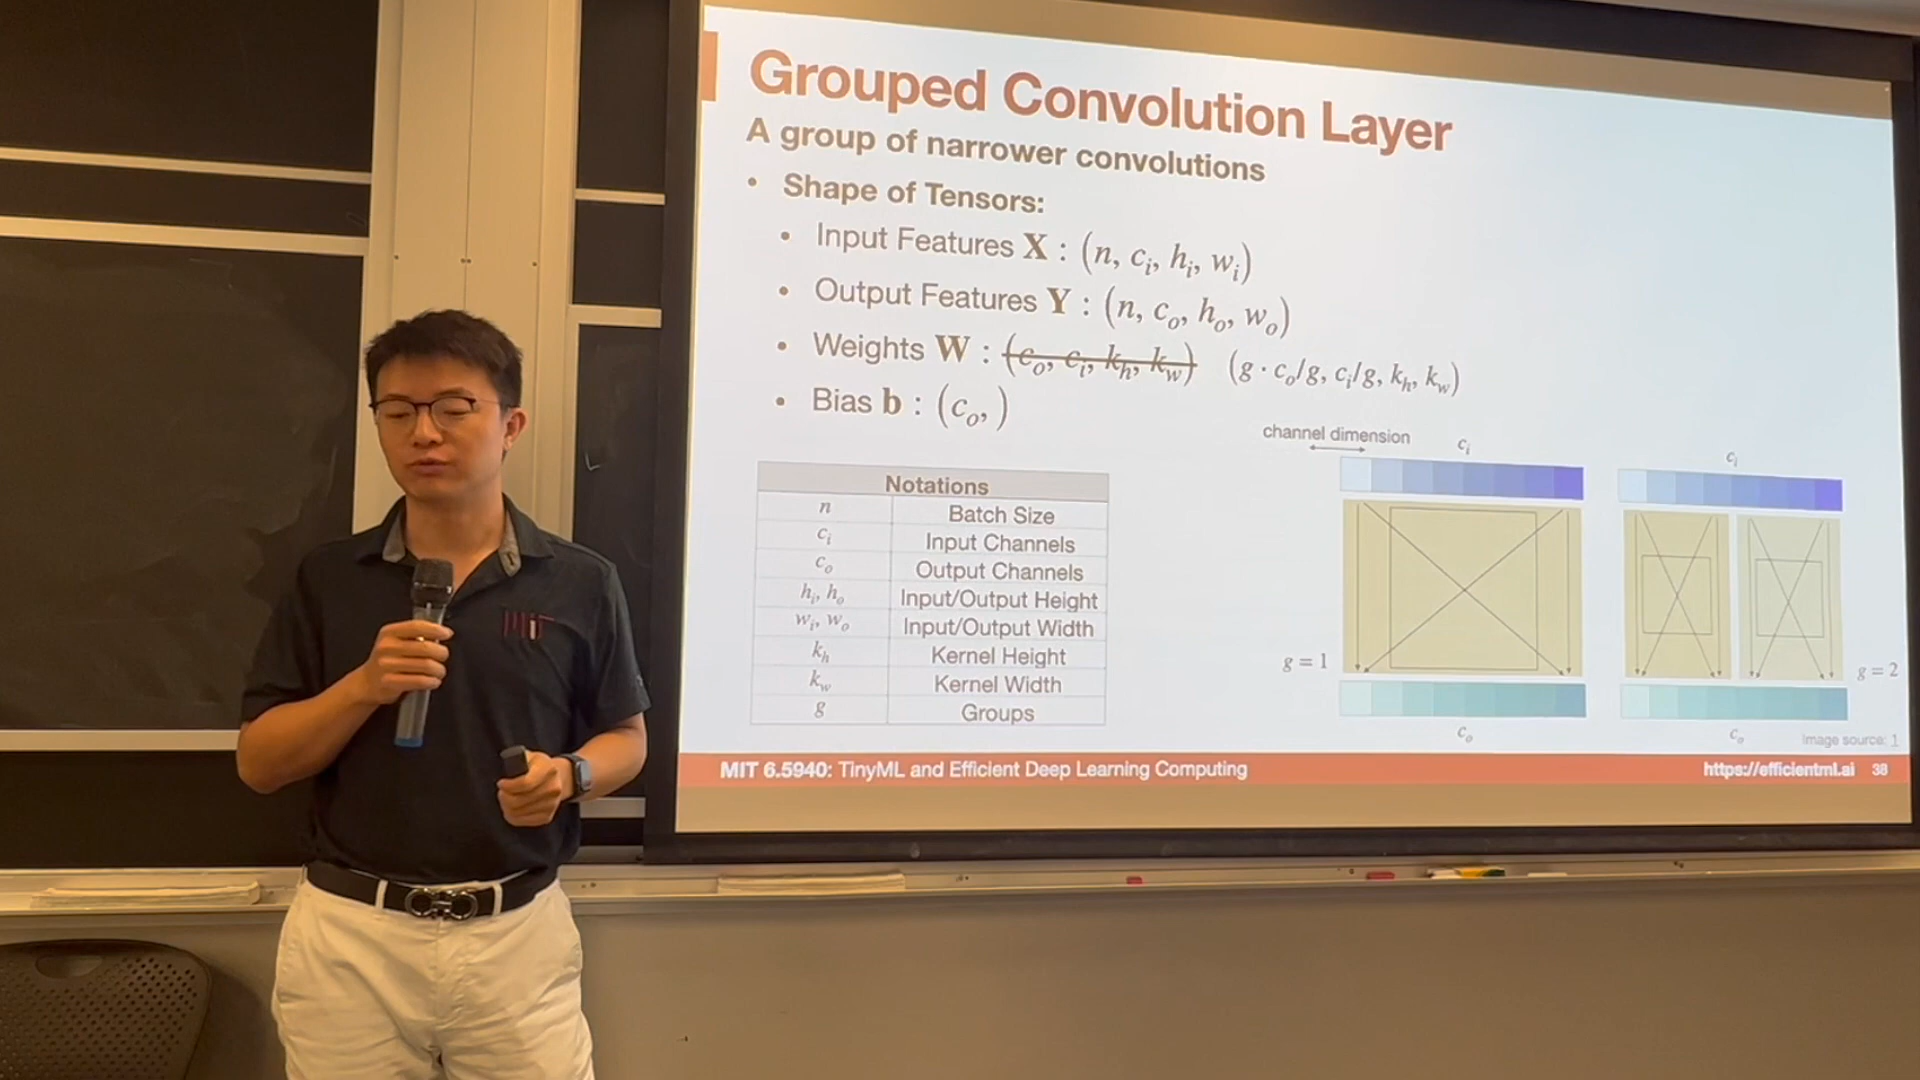 Grouped Convolution Layer
A group of narrower convolutions
• Shape of Tensors:
• Input Features X : (n, cᵢ, hᵢ, wᵢ)
• Output Features Y : (n, cₒ, hₒ, wₒ)
• Weights W : (cₒ, cᵢ, kₕ, k_w) (g · cₒ/g, cᵢ/g, kₕ, k_w)
• Bias b : (cₒ, )
channel dimension
cᵢ
cᵢ
Notations
n Batch Size
cᵢ Input Channels
cₒ Output Channels
hᵢ, hₒ Input/Output Height
wᵢ, wₒ Input/Output Width
kₕ Kernel Height
k_w Kernel Width
g Groups
g = 1
g = 2
cₒ
cₒ
Image source: 1
MIT 6.5940: TinyML and Efficient Deep Learning Computing
https://efficientml.ai 38
MIT